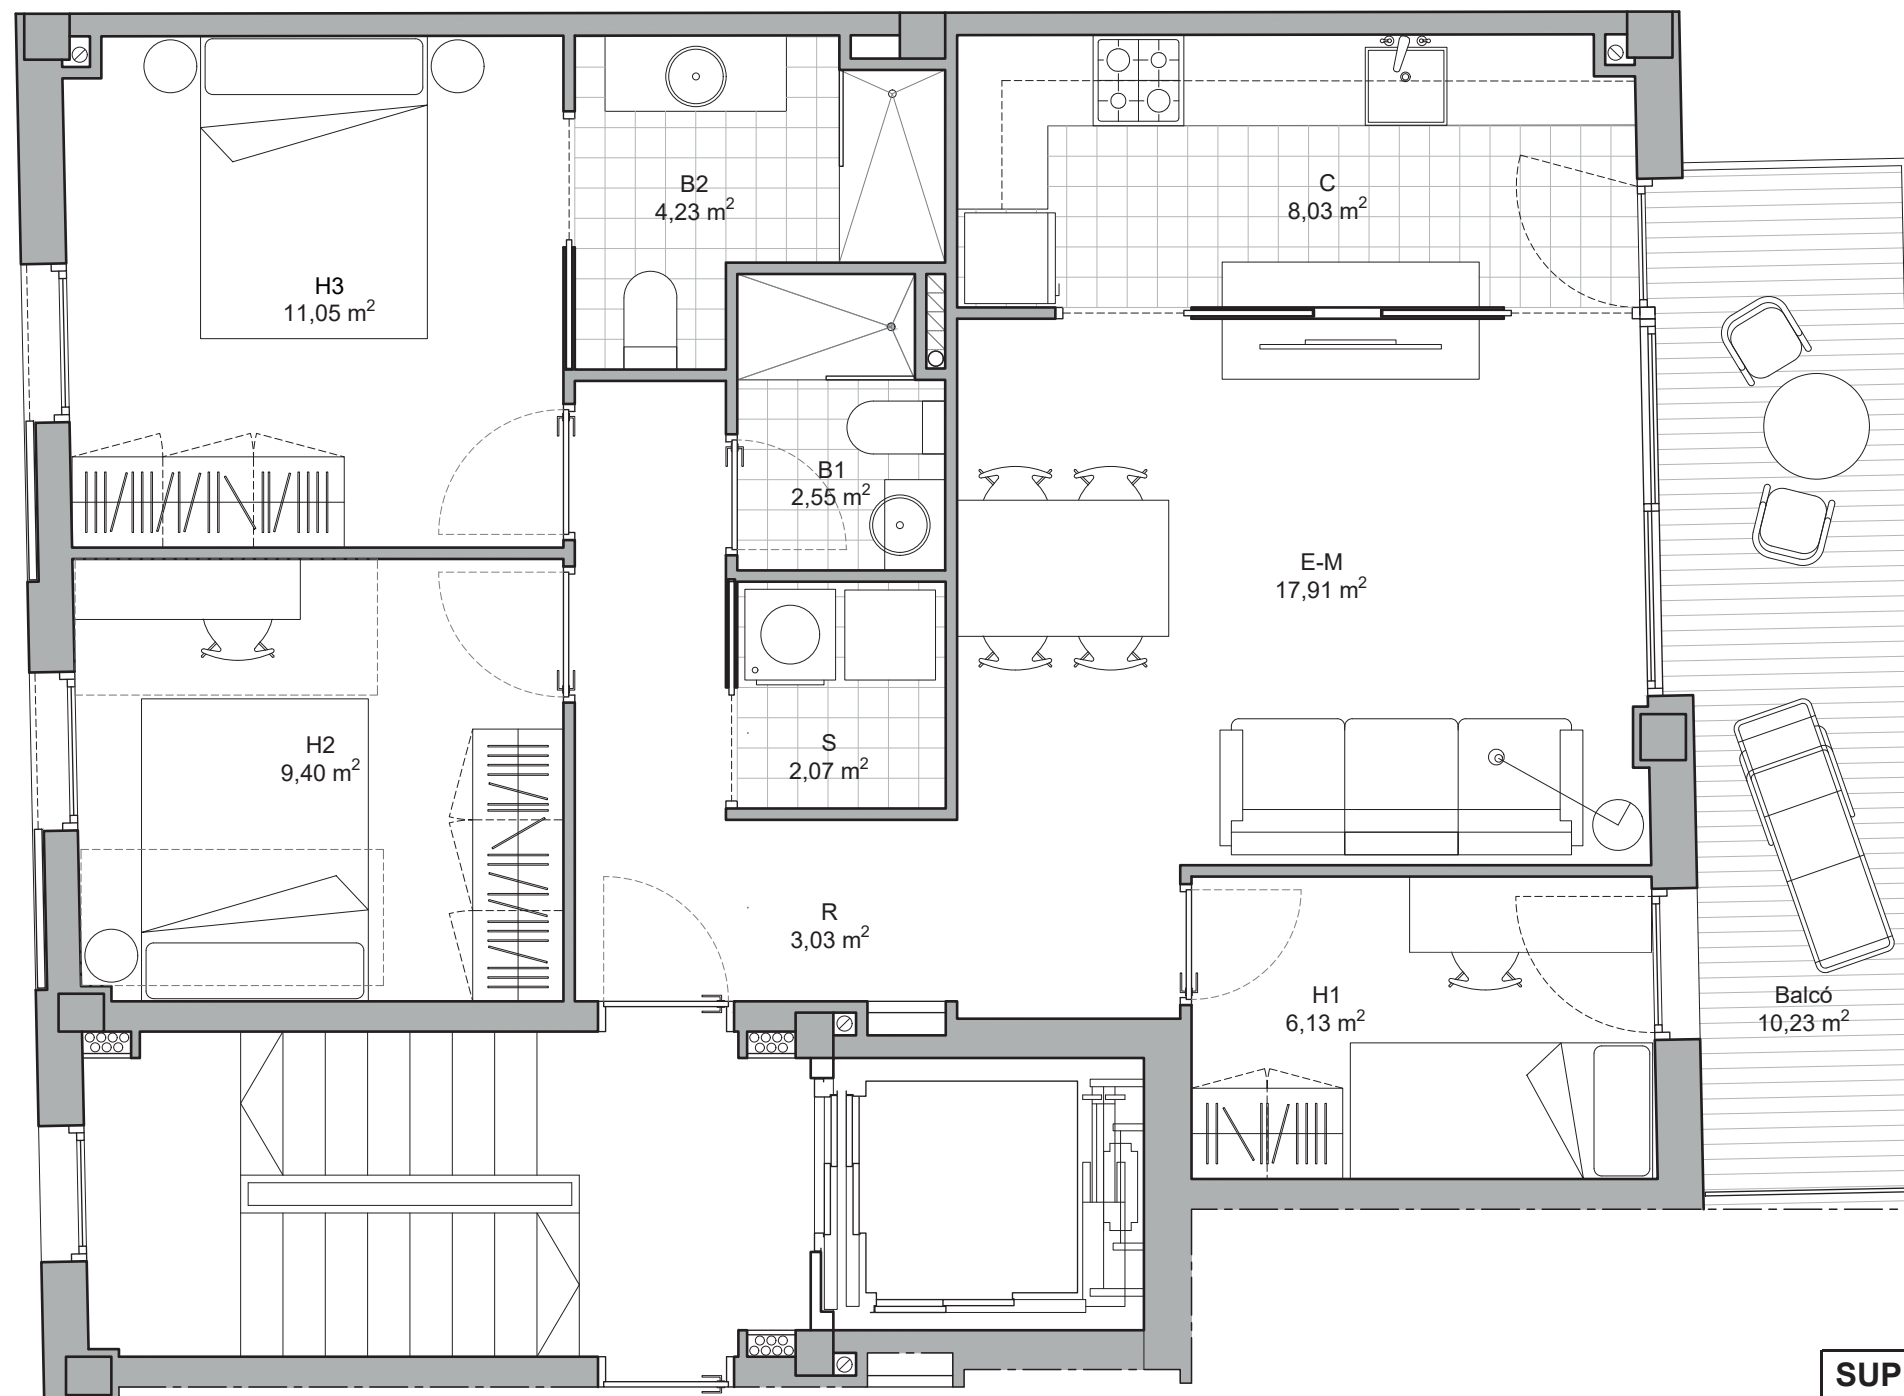 B2
4,23 m²
C
8,03 m²
H3
11,05 m²
B1
2,55 m²
E-M
17,91 m²
H2
9,40 m²
S
2,07 m²
R
3,03 m²
H1
6,13 m²
Balcó
10,23 m²
SUP